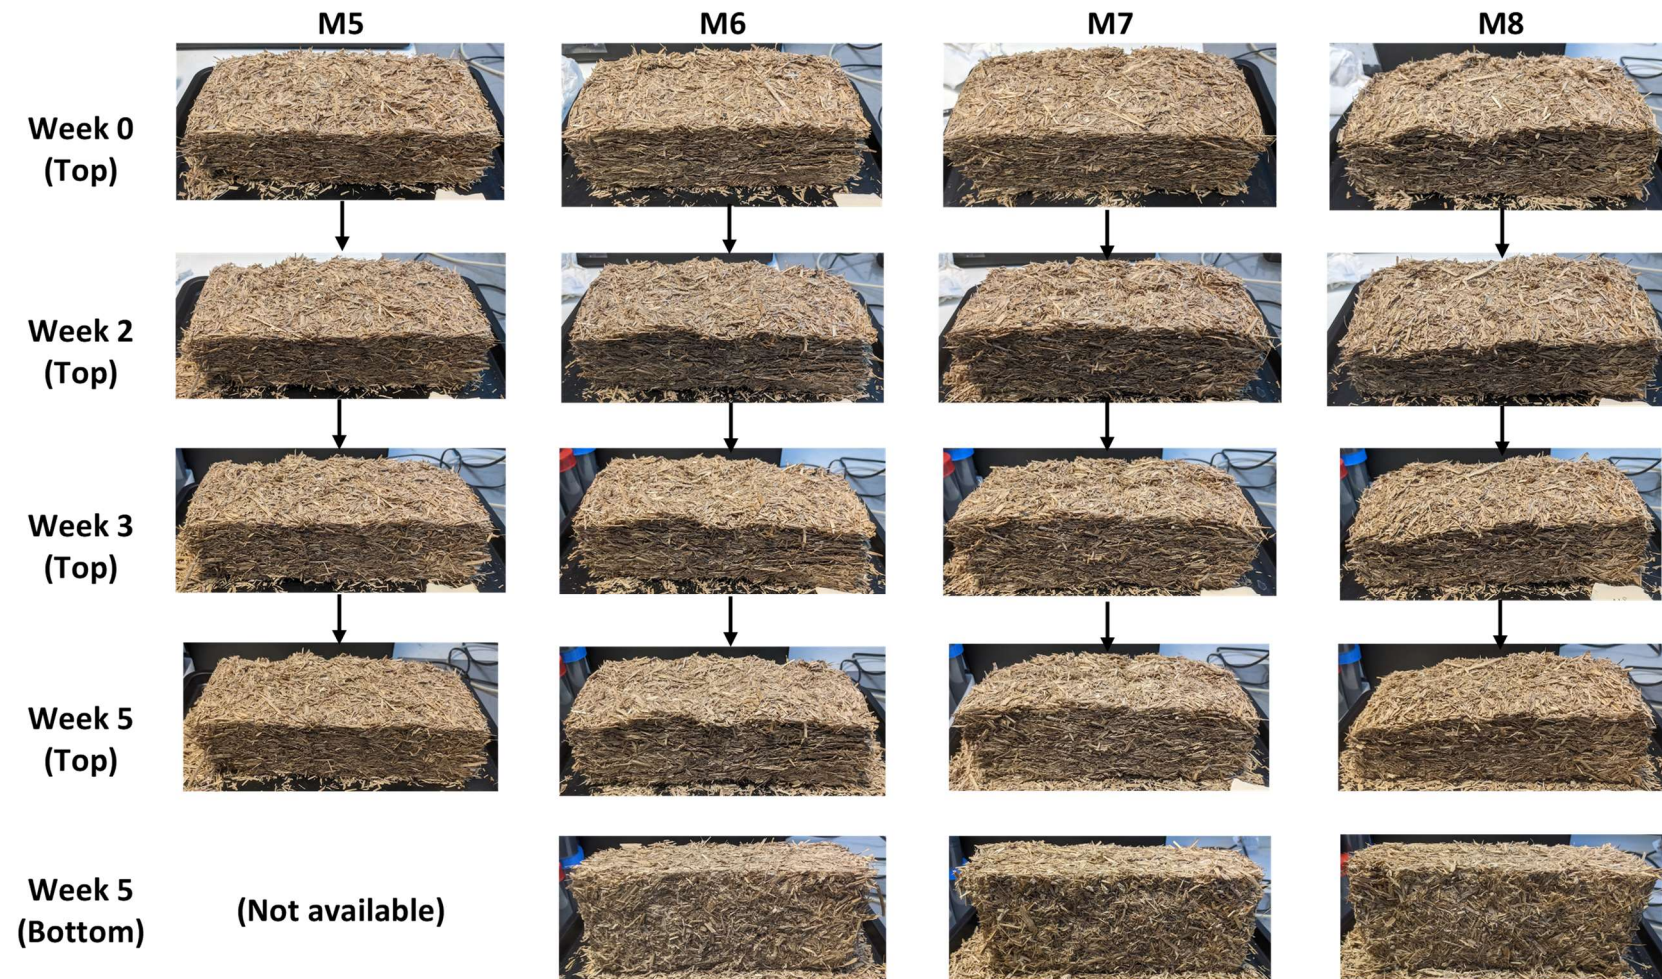 M5 M6 M7 M8
Week 0
(Top)
Week 2
(Top)
Week 3
(Top)
Week 5
(Top)
Week 5
(Bottom)
(Not available)